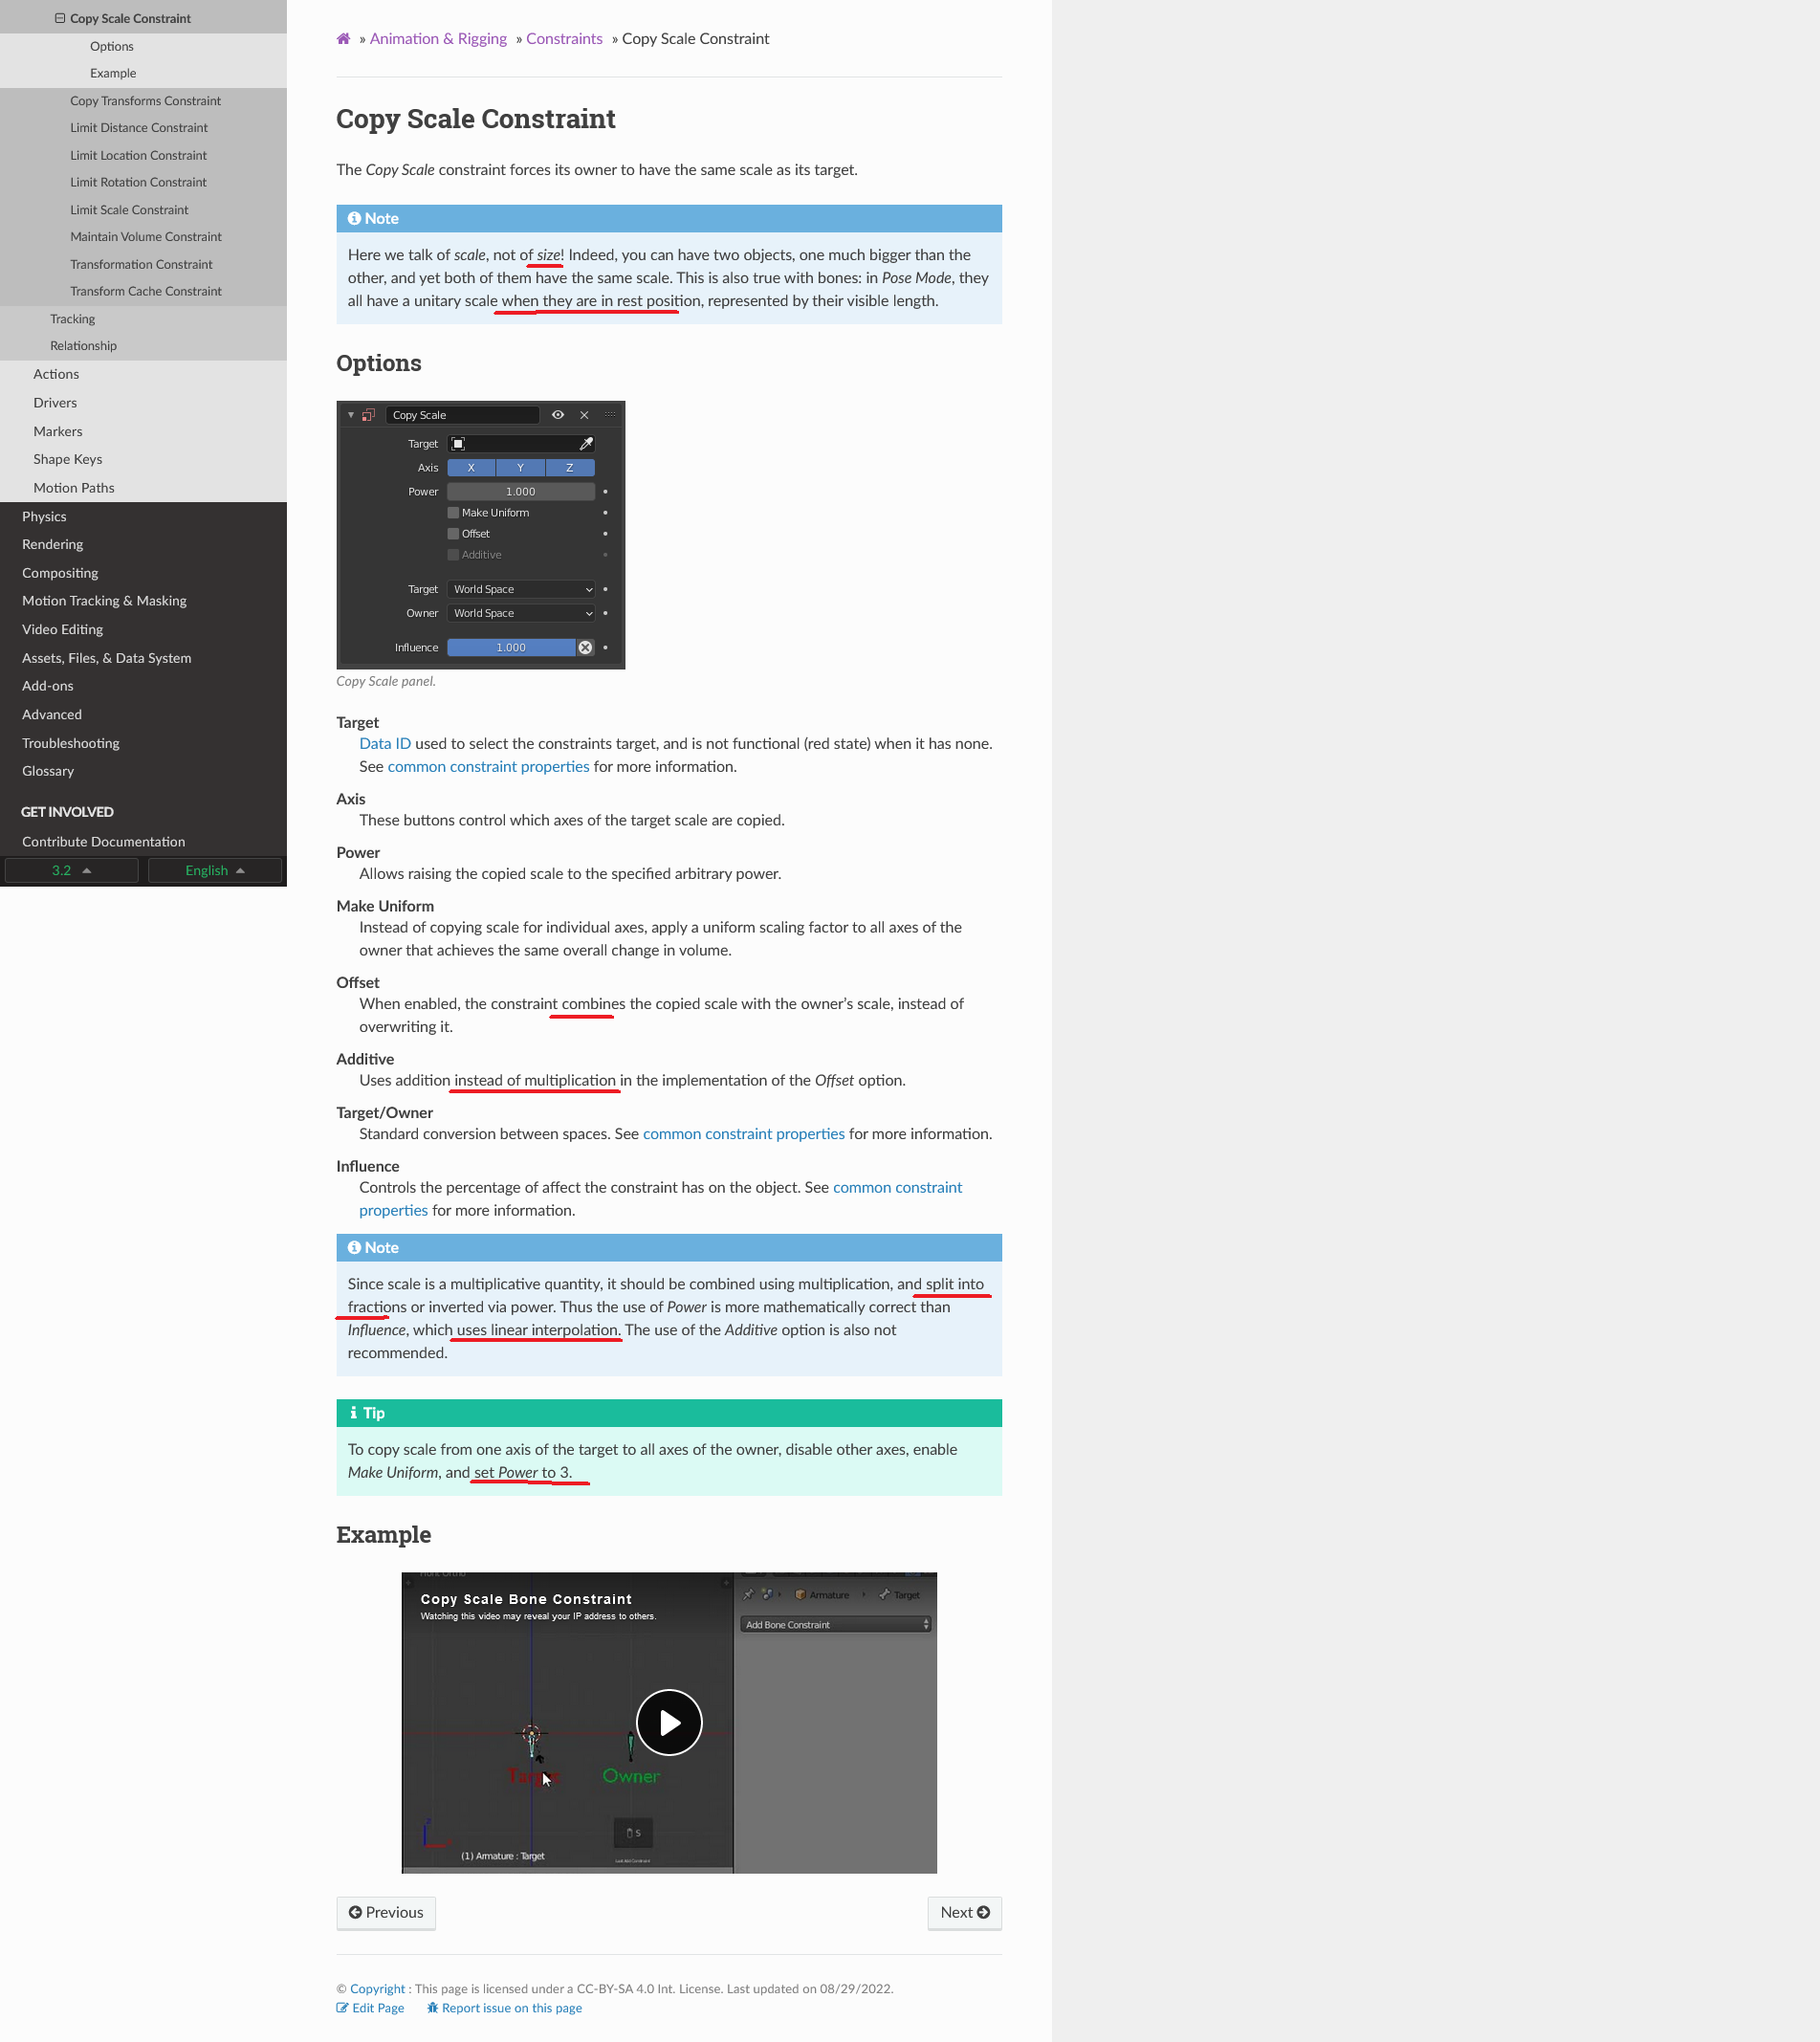 Copy Scale Constraint
Options
Example
Copy Transforms Constraint
Limit Distance Constraint
Limit Location Constraint
Limit Rotation Constraint
Limit Scale Constraint
Maintain Volume Constraint
Transformation Constraint
Transform Cache Constraint
Tracking
Relationship
Actions
Drivers
Markers
Shape Keys
Motion Paths
Physics
Rendering
Compositing
Motion Tracking & Masking
Video Editing
Assets, Files, & Data System
Add-ons
Advanced
Troubleshooting
Glossary
GET INVOLVED
Contribute Documentation
3.2
English
» Animation & Rigging » Constraints » Copy Scale Constraint
Copy Scale Constraint
The Copy Scale constraint forces its owner to have the same scale as its target.
Note
Here we talk of scale, not of size! Indeed, you can have two objects, one much bigger than the
other, and yet both of them have the same scale. This is also true with bones: in Pose Mode, they
all have a unitary scale when they are in rest position, represented by their visible length.
Options
Copy Scale
Target
Axis X Y Z
Power 1.000
Make Uniform
Offset
Additive
Target World Space
Owner World Space
Influence 1.000
Copy Scale panel.
Target
Data ID used to select the constraints target, and is not functional (red state) when it has none.
See common constraint properties for more information.
Axis
These buttons control which axes of the target scale are copied.
Power
Allows raising the copied scale to the specified arbitrary power.
Make Uniform
Instead of copying scale for individual axes, apply a uniform scaling factor to all axes of the
owner that achieves the same overall change in volume.
Offset
When enabled, the constraint combines the copied scale with the owner’s scale, instead of
overwriting it.
Additive
Uses addition instead of multiplication in the implementation of the Offset option.
Target/Owner
Standard conversion between spaces. See common constraint properties for more information.
Influence
Controls the percentage of affect the constraint has on the object. See common constraint
properties for more information.
Note
Since scale is a multiplicative quantity, it should be combined using multiplication, and split into
fractions or inverted via power. Thus the use of Power is more mathematically correct than
Influence, which uses linear interpolation. The use of the Additive option is also not
recommended.
Tip
To copy scale from one axis of the target to all axes of the owner, disable other axes, enable
Make Uniform, and set Power to 3.
Example
Front Ortho
Copy Scale Bone Constraint
Watching this video may reveal your IP address to others.
Armature Target
Add Bone Constraint
Target Owner
S
(1) Armature : Target
Previous
Next
© Copyright : This page is licensed under a CC-BY-SA 4.0 Int. License. Last updated on 08/29/2022.
Edit Page Report issue on this page